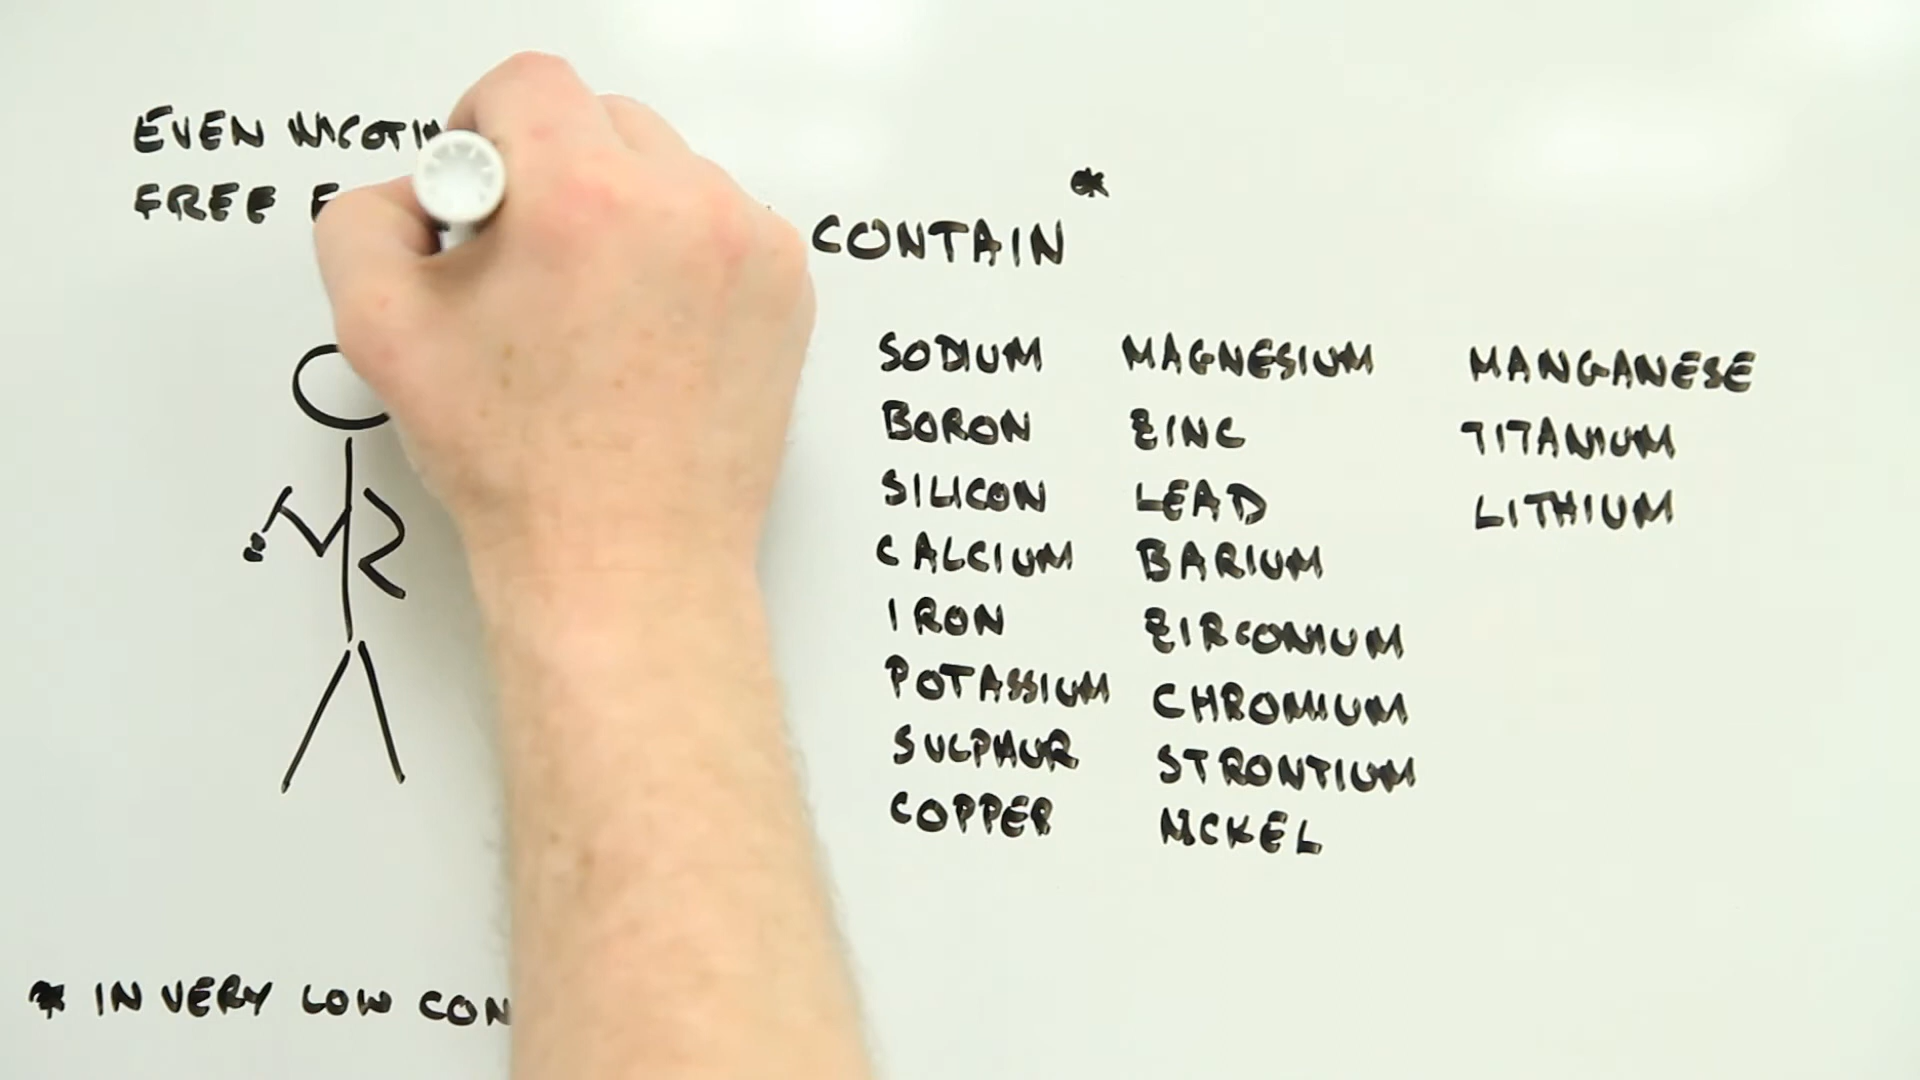 EVEN
FREE
CONTAIN *
SODIUM MAGNESIUM MANGANESE
BORON ZINC TITANIUM
SILICON LEAD LITHIUM
CALCIUM BARIUM
IRON ZIRCONIUM
POTASSIUM CHROMIUM
SULPHUR STRONTIUM
COPPER NICKEL
* IN VERY LOW